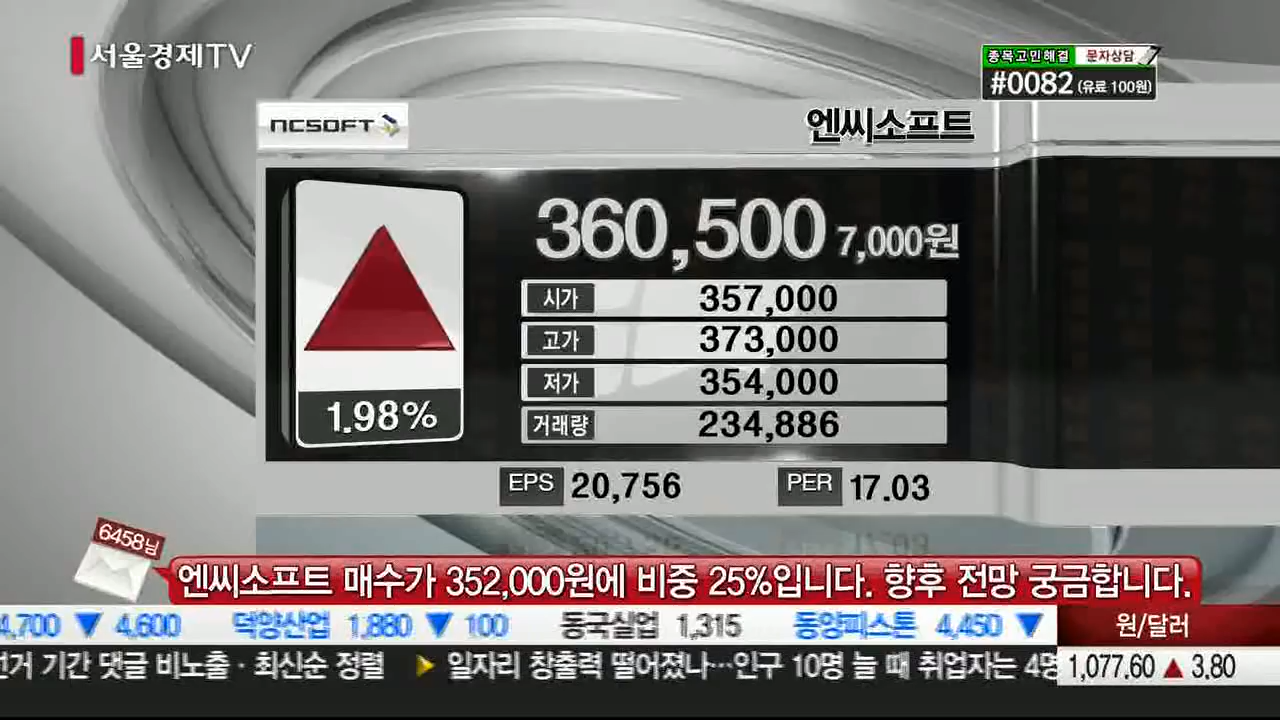 서울경제TV
종목고민해결 문자상담
#0082 (유료 100원)
NCSOFT
엔씨소프트
360,500 7,000원
시가 357,000
고가 373,000
저가 354,000
거래량 234,886
1.98%
EPS 20,756 PER 17.03
6458님
엔씨소프트 매수가 352,000원에 비중 25%입니다. 향후 전망 궁금합니다.
4,700 ▼ 4,600 덕양산업 1,880 ▼ 100 동국실업 1,315 동양피스톤 4,450 ▼
원/달러
선거 기간 댓글 비노출 · 최신순 정렬 ▶ 일자리 창출력 떨어졌나…인구 10명 늘 때 취업자는 4명
1,077.60 ▲ 3.80